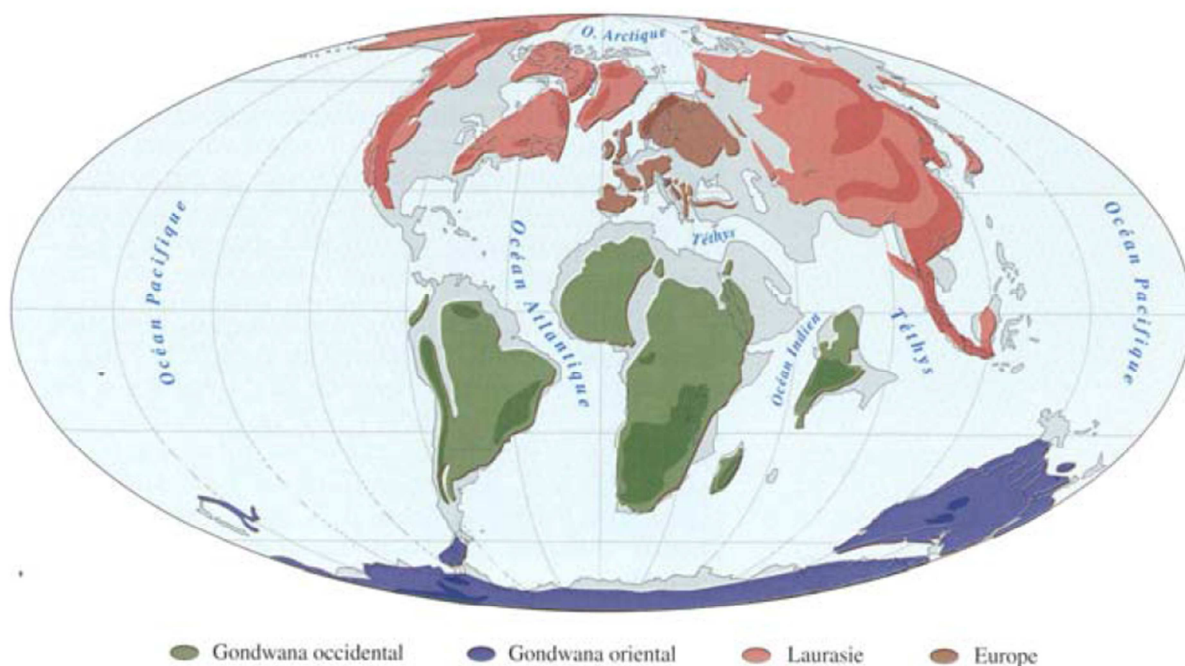 O. Arctique
Océan Pacifique
Océan Atlantique
Téthys
Océan Indien
Téthys
Océan Pacifique
Gondwana occidental
Gondwana oriental
Laurasie
Europe